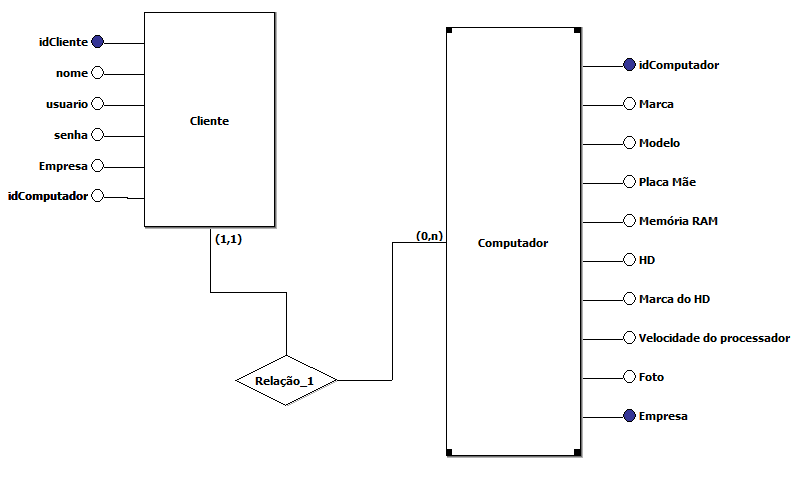 idCliente
nome
usuario
senha
Empresa
idComputador
Cliente
(1,1)
Relação_1
(0,n)
Computador
idComputador
Marca
Modelo
Placa Mãe
Memória RAM
HD
Marca do HD
Velocidade do processador
Foto
Empresa